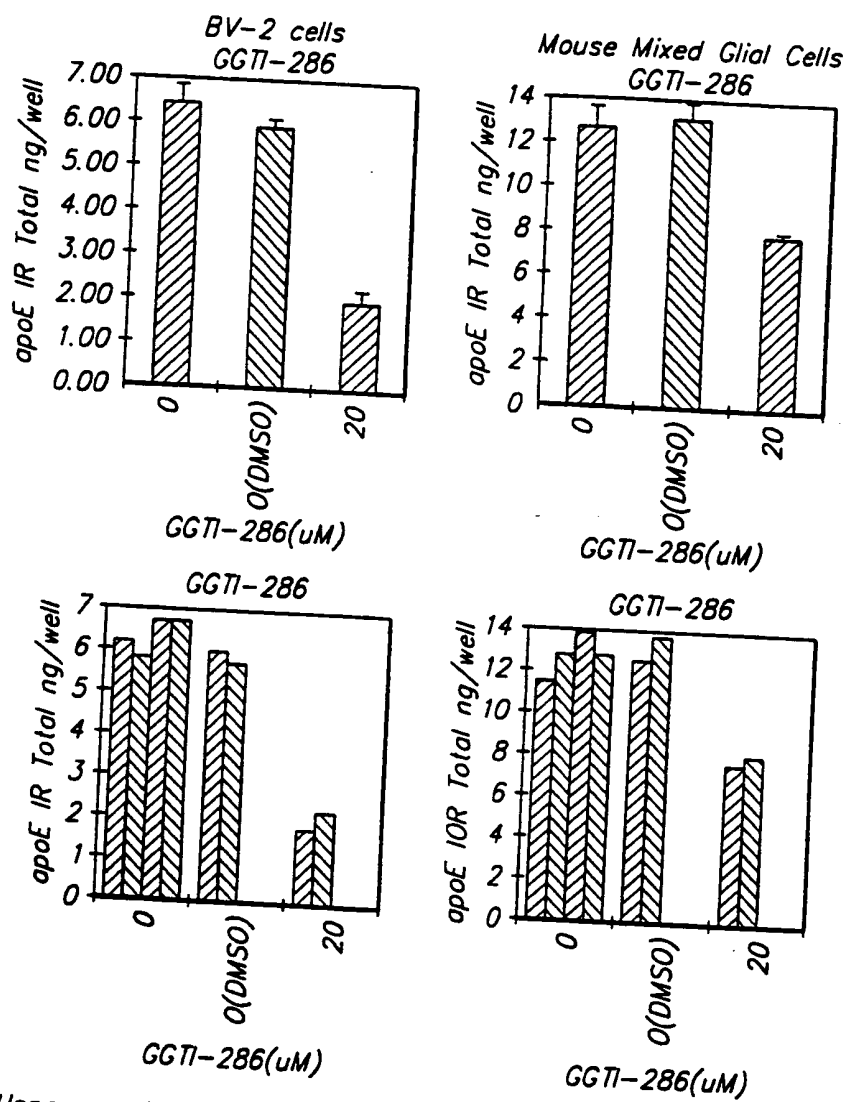 BV-2 cells
GGTI-286
apoE IR Total ng/well
7.00
6.00
5.00
4.00
3.00
2.00
1.00
0.00
0
O(DMSO)
20
GGTI-286(uM)
Mouse Mixed Glial Cells
GGTI-286
apoE IR Total ng/well
14
12
10
8
6
4
2
0
0
O(DMSO)
20
GGTI-286(uM)
GGTI-286
apoE IR Total ng/well
7
6
5
4
3
2
1
0
0
O(DMSO)
20
GGTI-286(uM)
GGTI-286
apoE IOR Total ng/well
14
12
10
8
6
4
2
0
0
O(DMSO)
20
GGTI-286(uM)